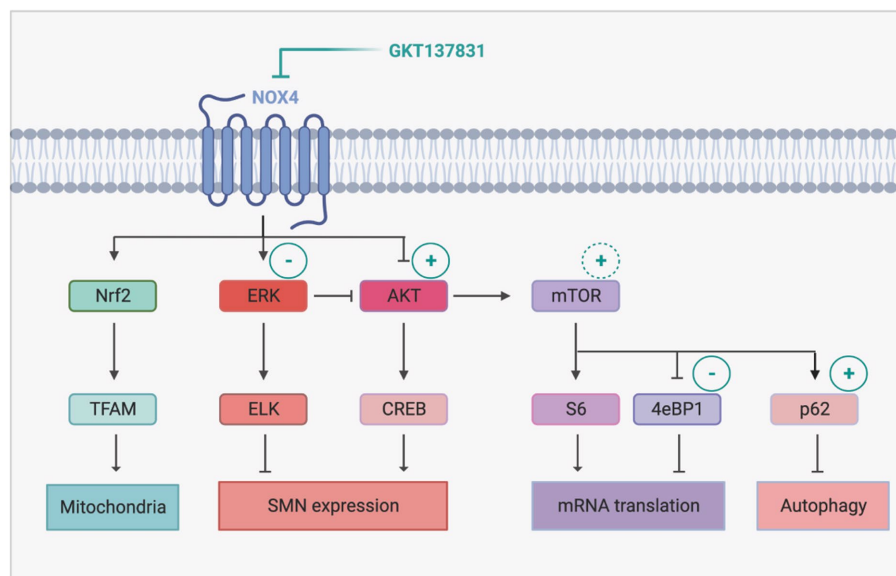 GKT137831
NOX4
-
+
+
Nrf2
ERK
AKT
mTOR
-
+
TFAM
ELK
CREB
S6
4eBP1
p62
Mitochondria
SMN expression
mRNA translation
Autophagy